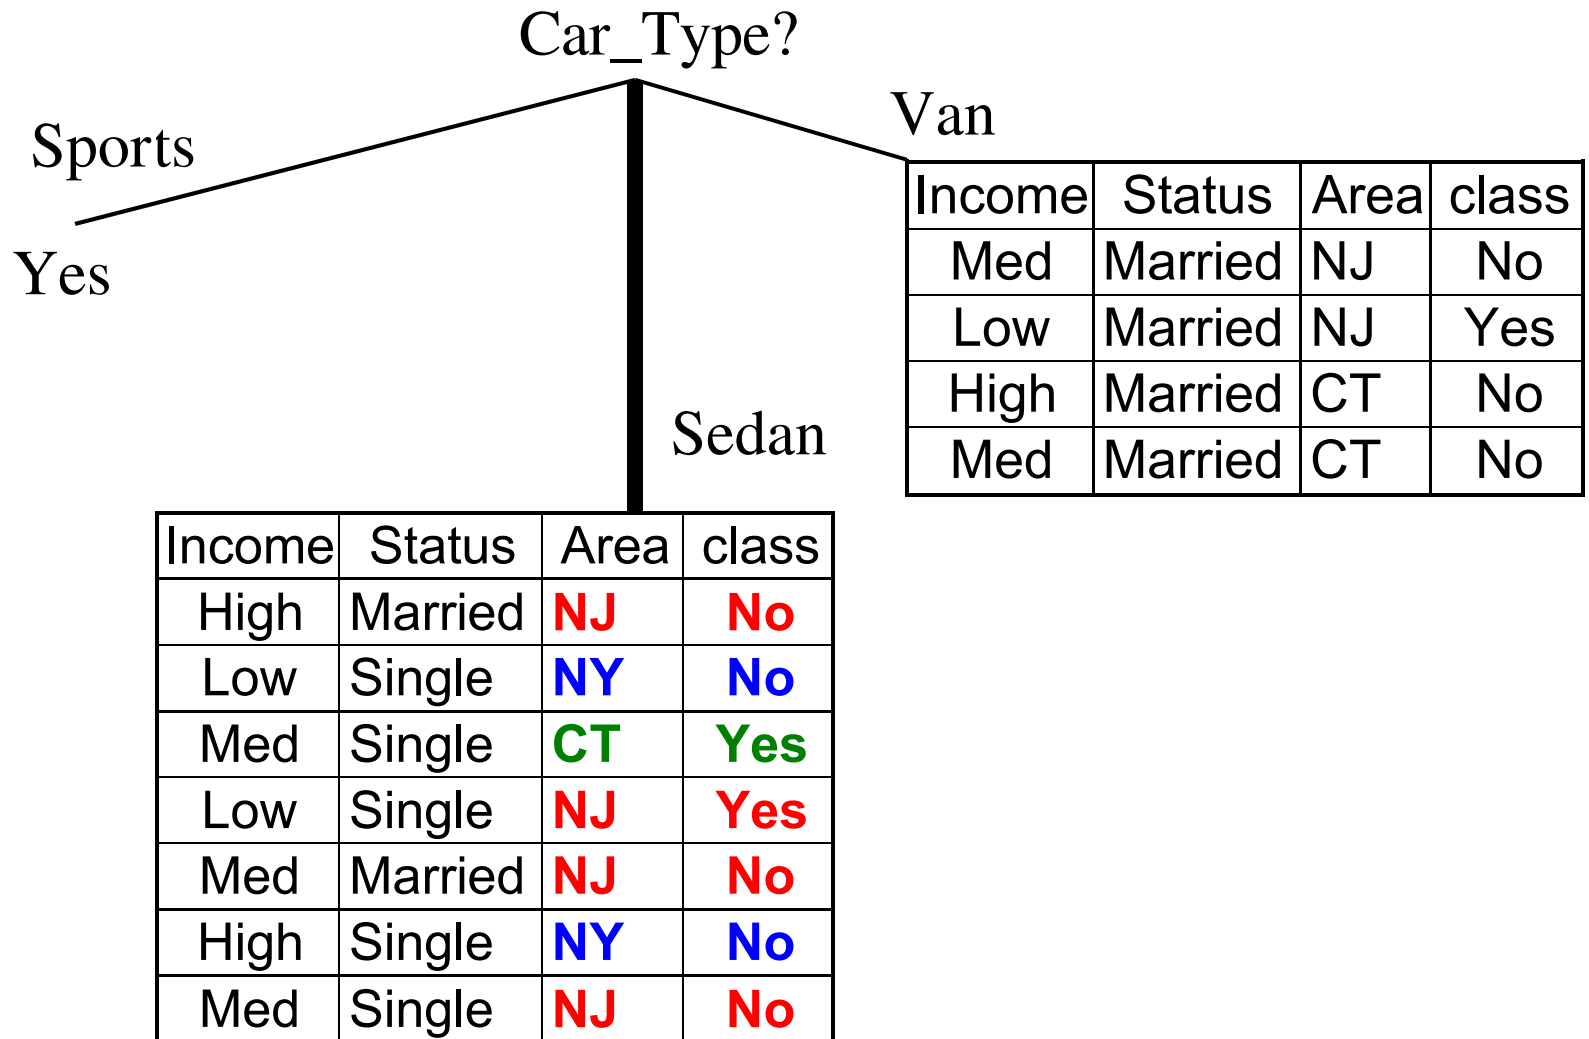 Car_Type?
Sports
Van
Yes
Income Status Area class
Med Married NJ No
Low Married NJ Yes
High Married CT No
Med Married CT No
Sedan
Income Status Area class
High Married NJ No
Low Single NY No
Med Single CT Yes
Low Single NJ Yes
Med Married NJ No
High Single NY No
Med Single NJ No